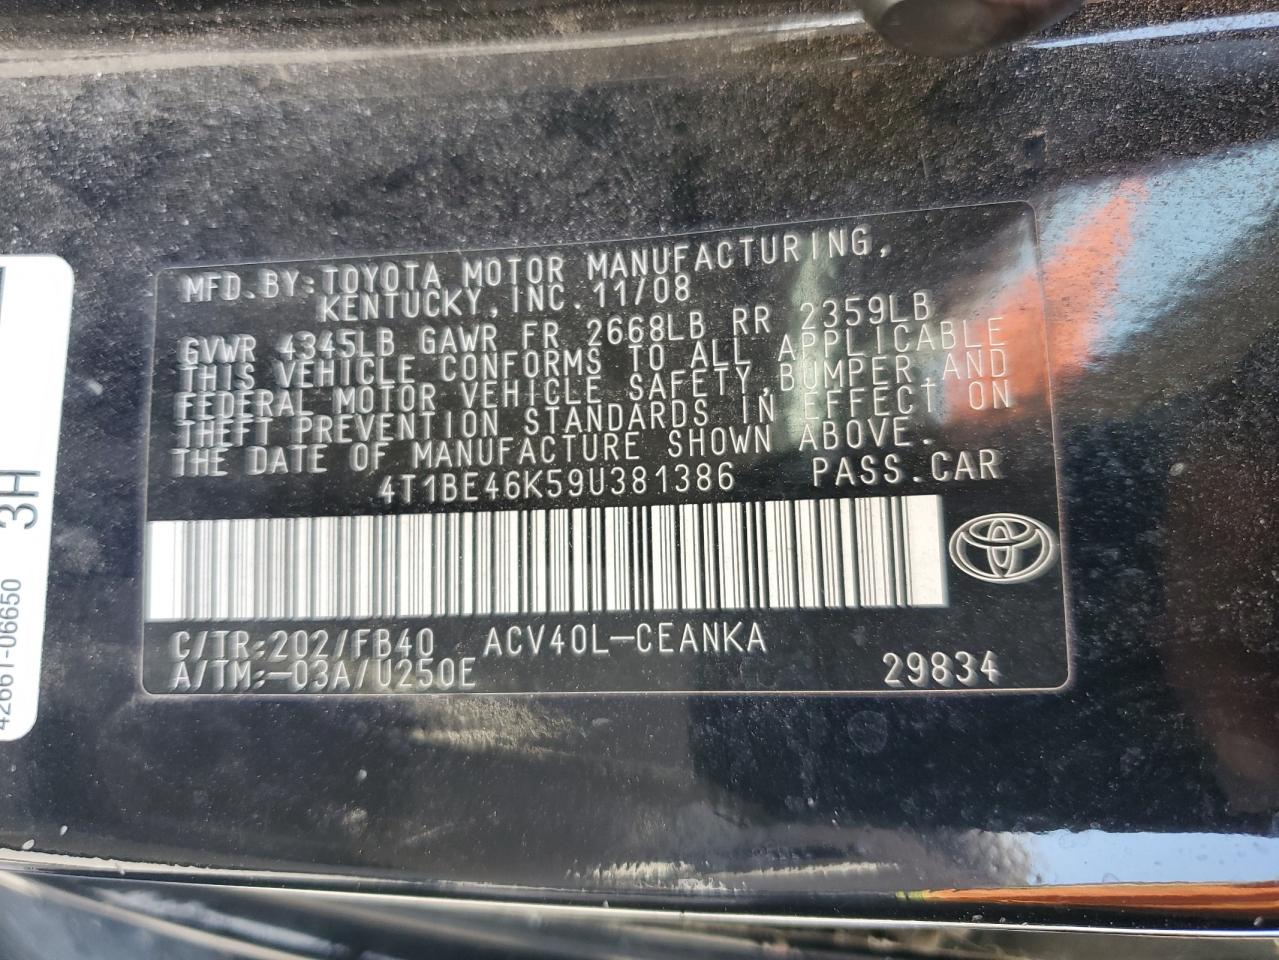 MFD. BY: TOYOTA MOTOR MANUFACTURING,
KENTUCKY, INC. 11/08
GVWR 4345LB GAWR FR 2668LB RR 2359LB
THIS VEHICLE CONFORMS TO ALL APPLICABLE
FEDERAL MOTOR VEHICLE SAFETY, BUMPER AND
THEFT PREVENTION STANDARDS IN EFFECT ON
THE DATE OF MANUFACTURE SHOWN ABOVE.
4T1BE46K59U381386 PASS. CAR
C/TR: 202/FB40 ACV40L-CEANKA
A/TM: -03A/U250E 29834
3H
42661-06650